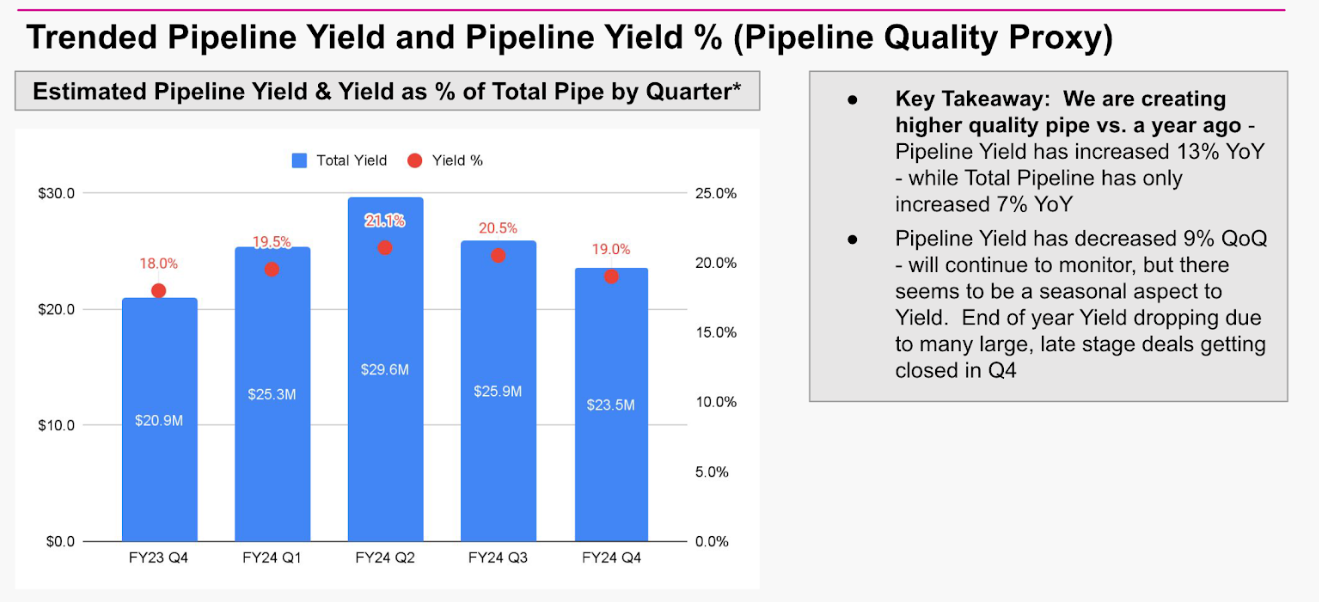 Trended Pipeline Yield and Pipeline Yield % (Pipeline Quality Proxy)
Estimated Pipeline Yield & Yield as % of Total Pipe by Quarter*
Total Yield
Yield %
$30.0
$20.0
$10.0
$0.0
25.0%
20.0%
15.0%
10.0%
5.0%
0.0%
18.0%
19.5%
21.1%
20.5%
19.0%
$20.9M
$25.3M
$29.6M
$25.9M
$23.5M
FY23 Q4
FY24 Q1
FY24 Q2
FY24 Q3
FY24 Q4
● Key Takeaway: We are creating
higher quality pipe vs. a year ago -
Pipeline Yield has increased 13% YoY
- while Total Pipeline has only
increased 7% YoY
● Pipeline Yield has decreased 9% QoQ
- will continue to monitor, but there
seems to be a seasonal aspect to
Yield. End of year Yield dropping due
to many large, late stage deals getting
closed in Q4